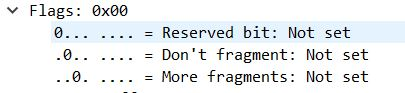 Flags: 0x00
0... .... = Reserved bit: Not set
.0.. .... = Don't fragment: Not set
..0. .... = More fragments: Not set